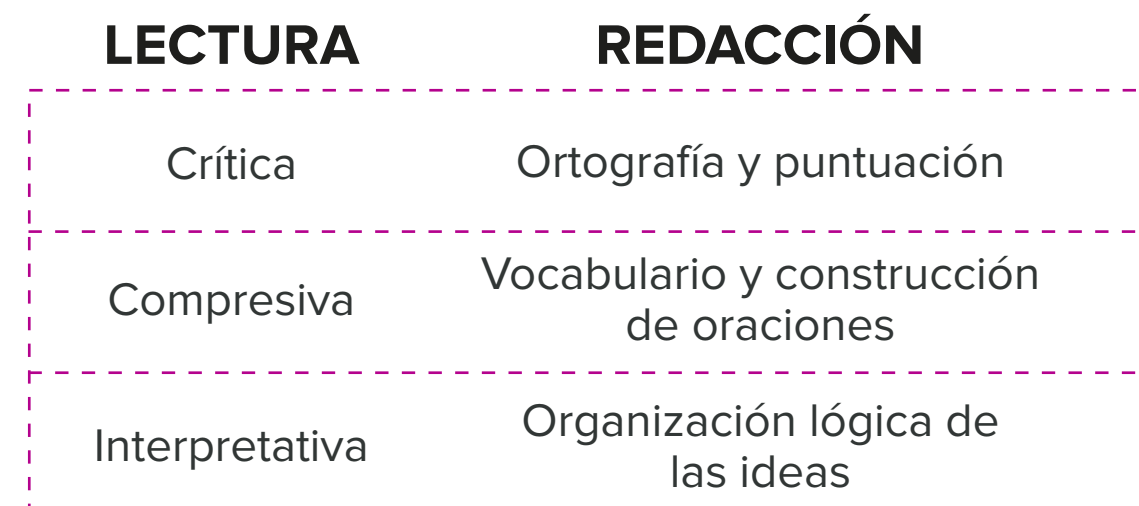 LECTURA REDACCIÓN
Crítica Ortografía y puntuación
Compresiva Vocabulario y construcción
de oraciones
Interpretativa Organización lógica de
las ideas